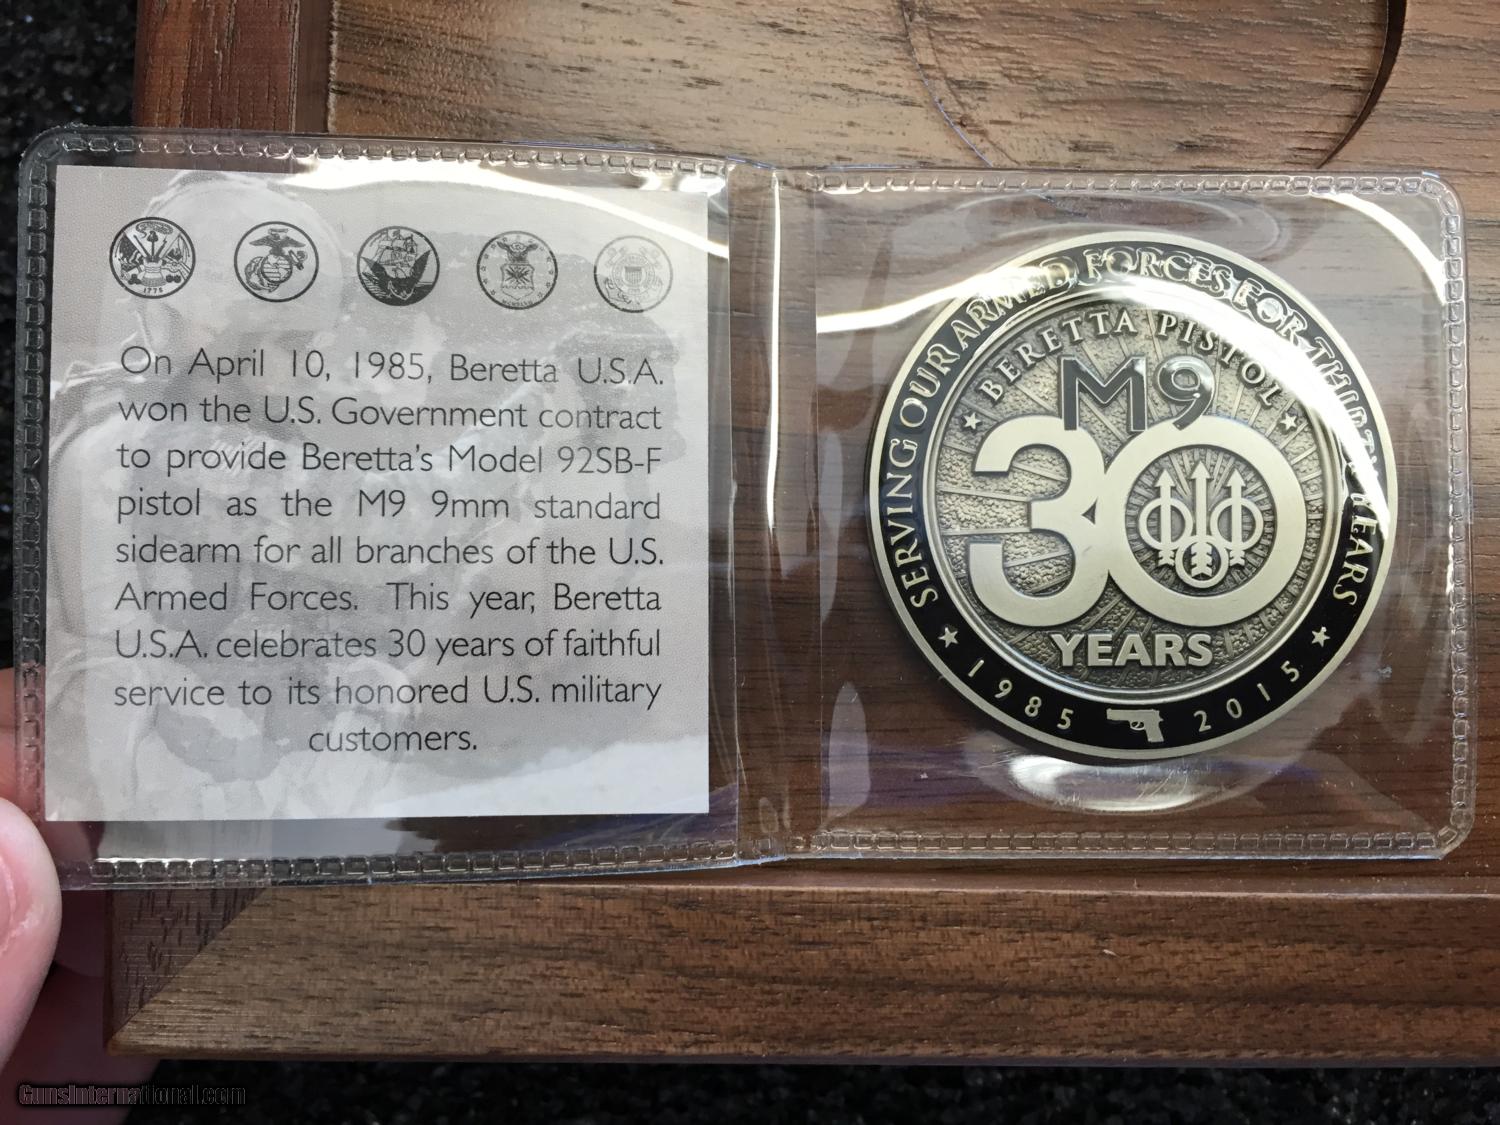 On April 10, 1985, Beretta U.S.A.
won the U.S. Government contract
to provide Beretta's Model 92SB-F
pistol as the M9 9mm standard
sidearm for all branches of the U.S.
Armed Forces. This year, Beretta
U.S.A. celebrates 30 years of faithful
service to its honored U.S. military
customers.
1775
SERVING OUR ARMED FORCES FOR THIRTY YEARS
BERETTA PISTOL
M9
30
YEARS
1985 2015
GunsInternational.com